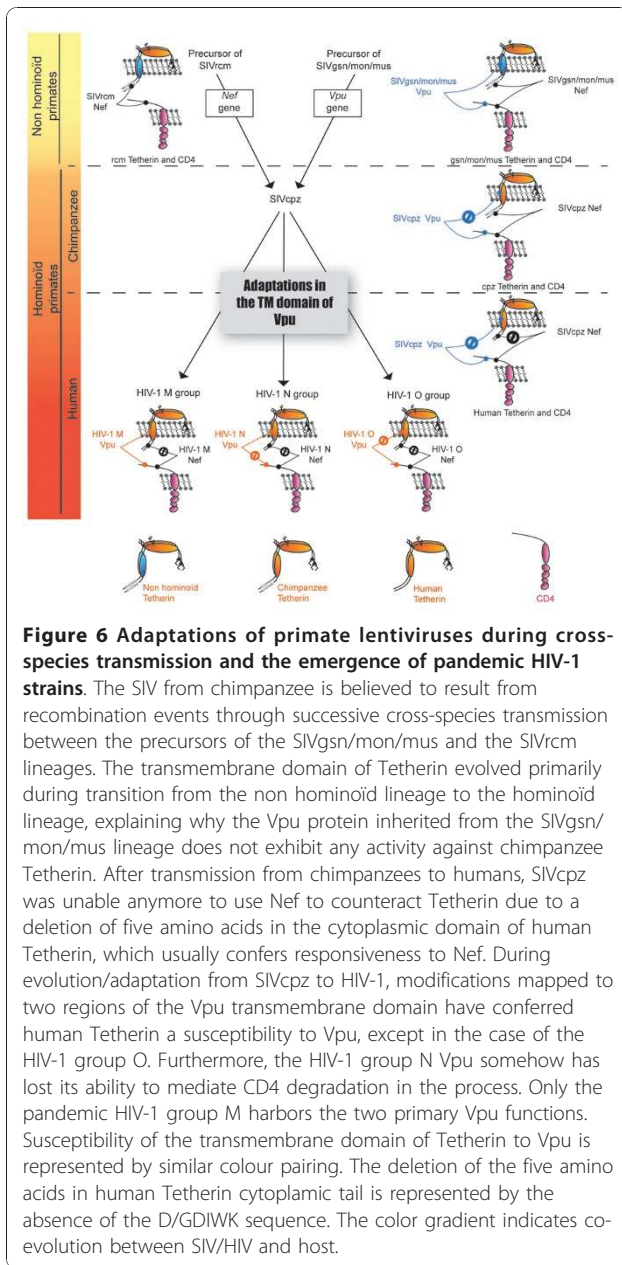 Non hominoïd primates
Hominoïd primates
Chimpanzee
Human
SIVrcm Nef
rcm Tetherin and CD4
Precursor of SIVrcm
Nef gene
Precursor of SIVgsn/mon/mus
Vpu gene
SIVgsn/mon/mus Vpu
SIVgsn/mon/mus Nef
gsn/mon/mus Tetherin and CD4
SIVcpz
SIVcpz Vpu
SIVcpz Nef
cpz Tetherin and CD4
Adaptations in the TM domain of Vpu
SIVcpz Vpu
SIVcpz Nef
Human Tetherin and CD4
HIV-1 M group
HIV-1 M Vpu
HIV-1 M Nef
HIV-1 N group
HIV-1 N Vpu
HIV-1 N Nef
HIV-1 O group
HIV-1 O Vpu
HIV-1 O Nef
Non hominoïd Tetherin
Chimpanzee Tetherin
Human Tetherin
CD4
Figure 6 Adaptations of primate lentiviruses during cross-
species transmission and the emergence of pandemic HIV-1
strains. The SIV from chimpanzee is believed to result from
recombination events through successive cross-species transmission
between the precursors of the SIVgsn/mon/mus and the SIVrcm
lineages. The transmembrane domain of Tetherin evolved primarily
during transition from the non hominoïd lineage to the hominoïd
lineage, explaining why the Vpu protein inherited from the SIVgsn/
mon/mus lineage does not exhibit any activity against chimpanzee
Tetherin. After transmission from chimpanzees to humans, SIVcpz
was unable anymore to use Nef to counteract Tetherin due to a
deletion of five amino acids in the cytoplasmic domain of human
Tetherin, which usually confers responsiveness to Nef. During
evolution/adaptation from SIVcpz to HIV-1, modifications mapped to
two regions of the Vpu transmembrane domain have conferred
human Tetherin a susceptibility to Vpu, except in the case of the
HIV-1 group O. Furthermore, the HIV-1 group N Vpu somehow has
lost its ability to mediate CD4 degradation in the process. Only the
pandemic HIV-1 group M harbors the two primary Vpu functions.
Susceptibility of the transmembrane domain of Tetherin to Vpu is
represented by similar colour pairing. The deletion of the five amino
acids in human Tetherin cytoplamic tail is represented by the
absence of the D/GDIWK sequence. The color gradient indicates co-
evolution between SIV/HIV and host.